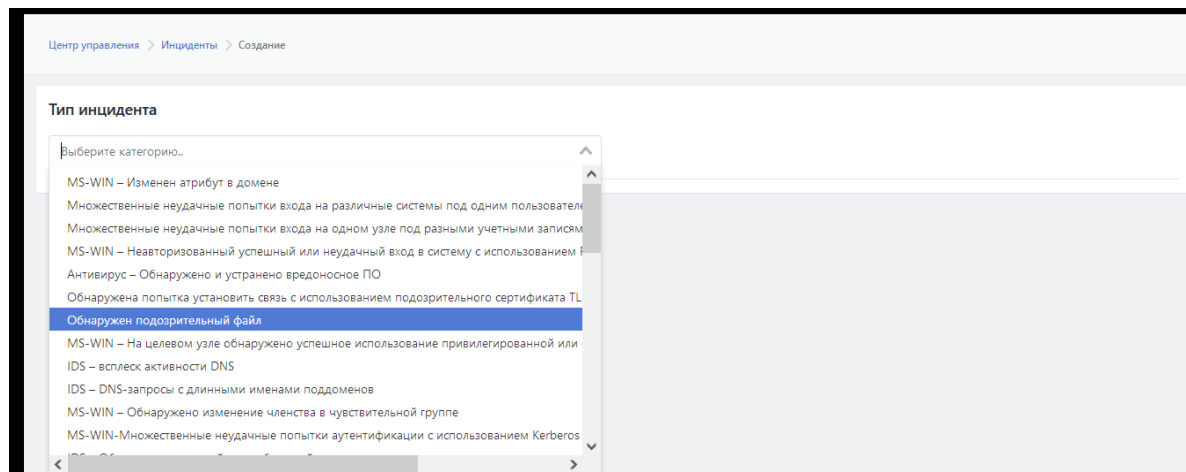 Центр управления > Инциденты > Создание
Тип инцидента
Выберите категорию..
MS-WIN – Изменен атрибут в домене
Множественные неудачные попытки входа на различные системы под одним пользователе
Множественные неудачные попытки входа на одном узле под разными учетными записям
MS-WIN – Неавторизованный успешный или неудачный вход в систему с использованием
Антивирус – Обнаружено и устранено вредоносное ПО
Обнаружена попытка установить связь с использованием подозрительного сертификата TL
Обнаружен подозрительный файл
MS-WIN – На целевом узле обнаружено успешное использование привилегированной или
IDS – всплеск активности DNS
IDS – DNS-запросы с длинными именами поддоменов
MS-WIN – Обнаружено изменение членства в чувствительной группе
MS-WIN-Множественные неудачные попытки аутентификации с использованием Kerberos